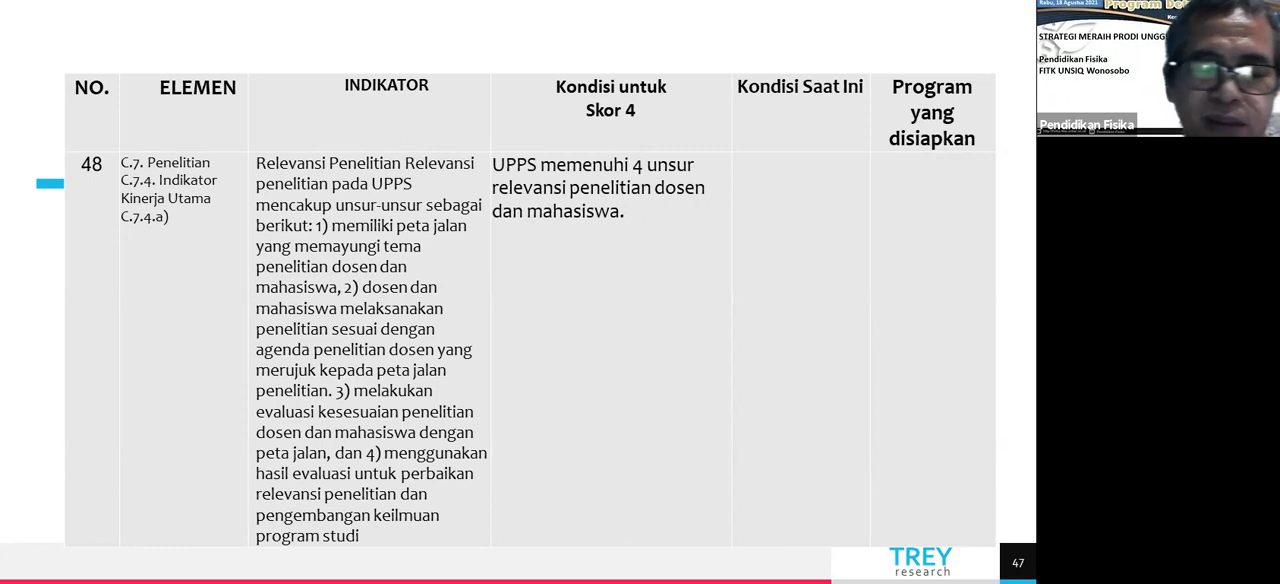 NO.
ELEMEN
INDIKATOR
Kondisi untuk
Skor 4
Kondisi Saat Ini
Program
yang
disiapkan
48
C.7. Penelitian
C.7.4. Indikator
Kinerja Utama
C.7.4.a)
Relevansi Penelitian Relevansi
penelitian pada UPPS
mencakup unsur-unsur sebagai
berikut: 1) memiliki peta jalan
yang memayungi tema
penelitian dosen dan
mahasiswa, 2) dosen dan
mahasiswa melaksanakan
penelitian sesuai dengan
agenda penelitian dosen yang
merujuk kepada peta jalan
penelitian. 3) melakukan
evaluasi kesesuaian penelitian
dosen dan mahasiswa dengan
peta jalan, dan 4) menggunakan
hasil evaluasi untuk perbaikan
relevansi penelitian dan
pengembangan keilmuan
program studi
UPPS memenuhi 4 unsur
relevansi penelitian dosen
dan mahasiswa.
TREY
research
47
Rabu, 18 Agustus 2021
Program
STRATEGI MERAIH PRODI UNGG
Pendidikan Fisika
FITK UNSIQ Wonosobo
Pendidikan Fisika